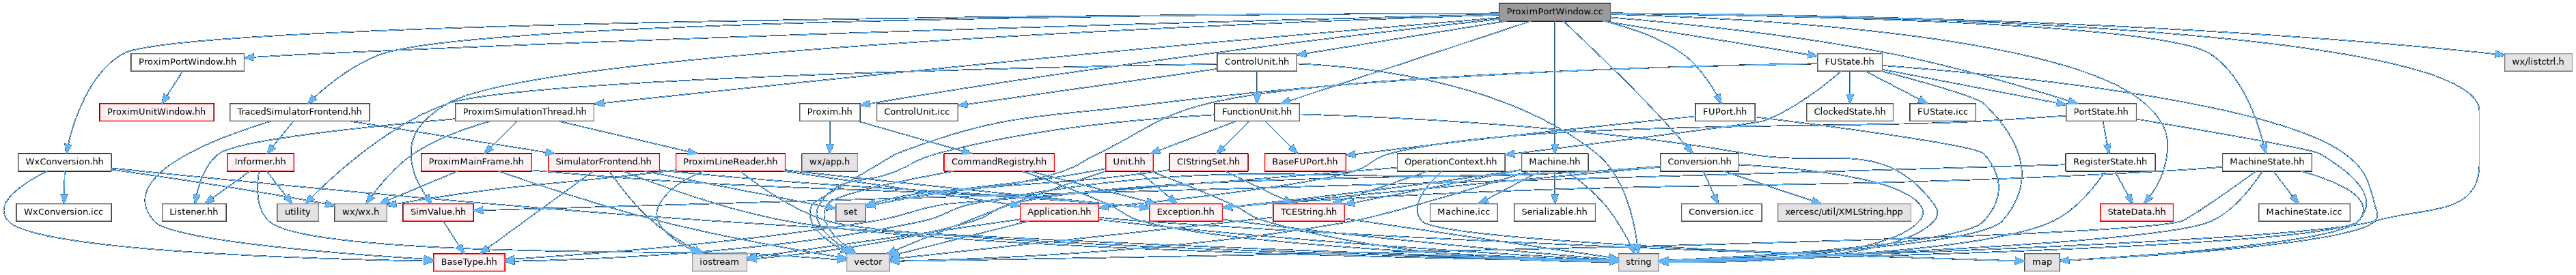 ProximPortWindow.cc
ProximPortWindow.hh
ControlUnit.hh
FUState.hh
wx/listctrl.h
ProximUnitWindow.hh
TracedSimulatorFrontend.hh
ProximSimulationThread.hh
Proxim.hh
ControlUnit.icc
FunctionUnit.hh
FUPort.hh
ClockedState.hh
FUState.icc
PortState.hh
WxConversion.hh
Informer.hh
ProximMainFrame.hh
SimulatorFrontend.hh
ProximLineReader.hh
wx/app.h
CommandRegistry.hh
Unit.hh
CIStringSet.hh
BaseFUPort.hh
OperationContext.hh
Machine.hh
Conversion.hh
RegisterState.hh
MachineState.hh
WxConversion.icc
Listener.hh
utility
wx/wx.h
SimValue.hh
set
Application.hh
Exception.hh
TCEString.hh
Machine.icc
Serializable.hh
Conversion.icc
xercesc/util/XMLString.hpp
StateData.hh
MachineState.icc
BaseType.hh
iostream
vector
string
map